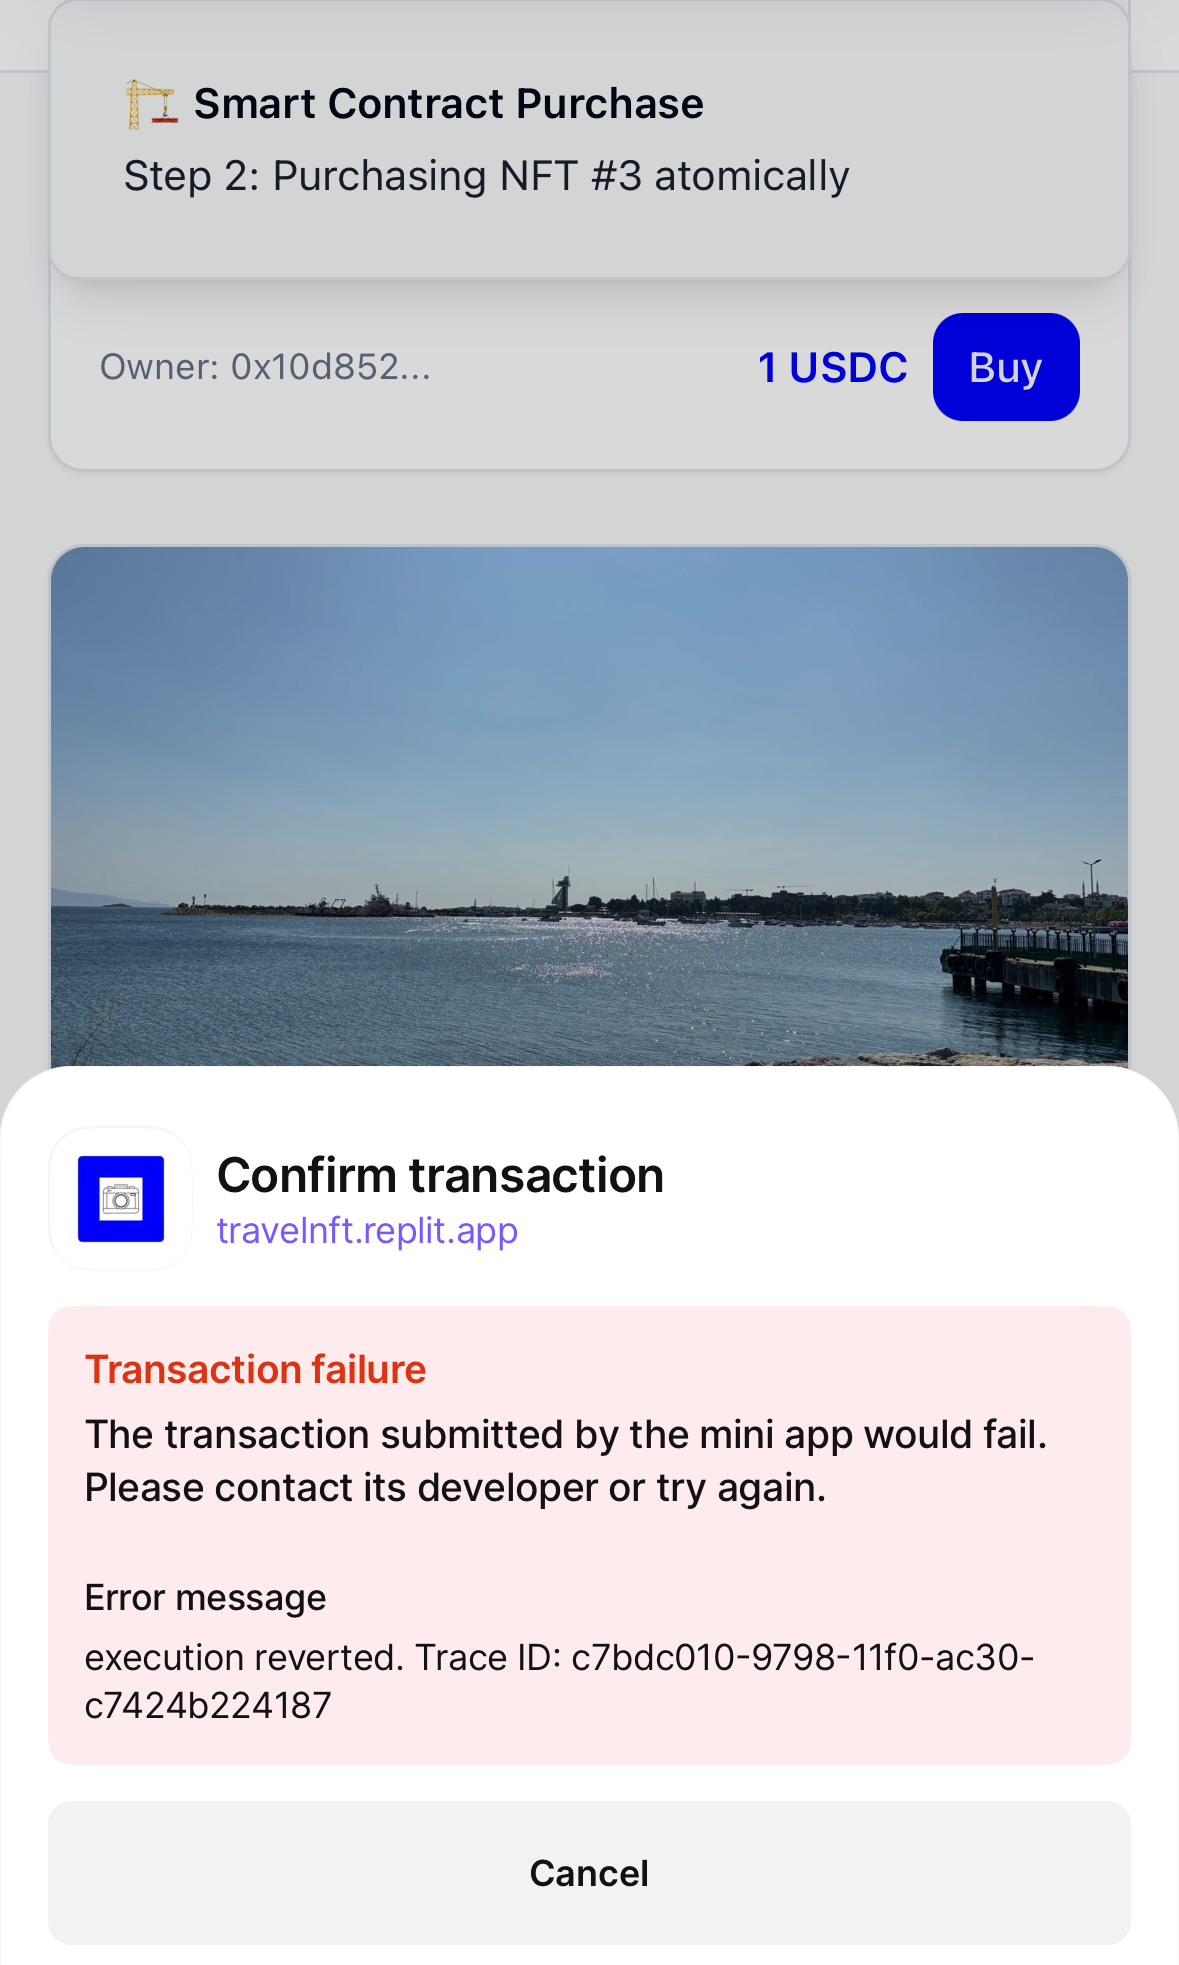 🏗️ Smart Contract Purchase
Step 2: Purchasing NFT #3 atomically
Owner: 0x10d852...
1 USDC
Buy
Confirm transaction
travelnft.replit.app
Transaction failure
The transaction submitted by the mini app would fail.
Please contact its developer or try again.
Error message
execution reverted. Trace ID: c7bdc010-9798-11f0-ac30-
c7424b224187
Cancel